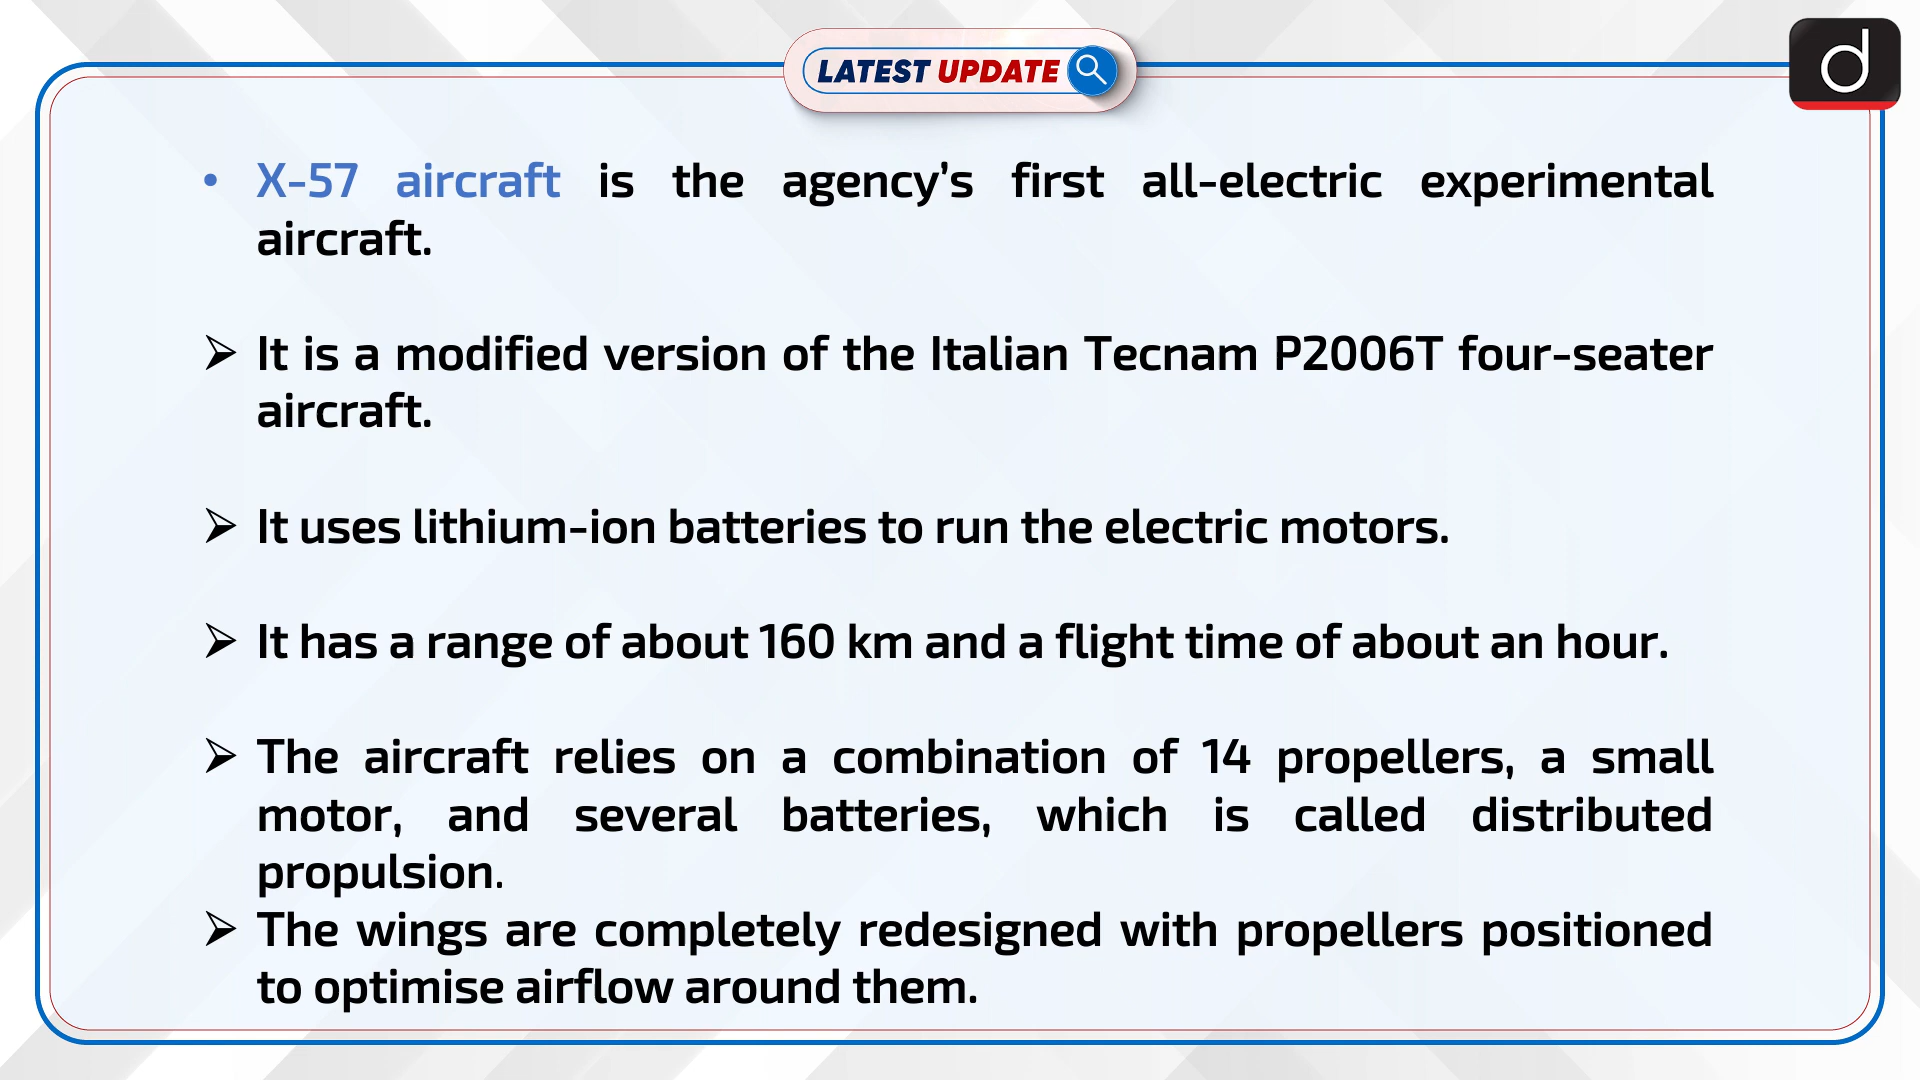 LATEST UPDATE
d
• X-57 aircraft is the agency’s first all-electric experimental
aircraft.
➢ It is a modified version of the Italian Tecnam P2006T four-seater
aircraft.
➢ It uses lithium-ion batteries to run the electric motors.
➢ It has a range of about 160 km and a flight time of about an hour.
➢ The aircraft relies on a combination of 14 propellers, a small
motor, and several batteries, which is called distributed
propulsion.
➢ The wings are completely redesigned with propellers positioned
to optimise airflow around them.